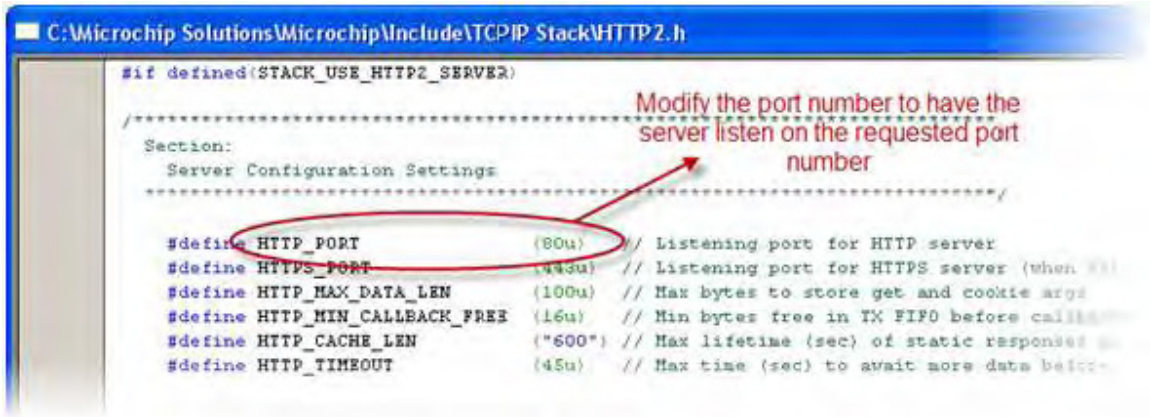 C:\Microchip Solutions\Microchip\Include\TCPIP Stack\HTTP2.h
#if defined(STACK_USE_HTTP2_SERVER)
Modify the port number to have the
server listen on the requested port
number
/****************************************************************************
Section:
Server Configuration Settings
***************************************************************************/
#define HTTP_PORT (80u) // Listening port for HTTP server
#define HTTPS_PORT (443u) // Listening port for HTTPS server (when
#define HTTP_MAX_DATA_LEN (100u) // Max bytes to store get and cookie args
#define HTTP_MIN_CALLBACK_FREE (16u) // Min bytes free in TX FIFO before
#define HTTP_CACHE_LEN ("600") // Max lifetime (sec) of static responses
#define HTTP_TIMEOUT (45u) // Max time (sec) to await more data